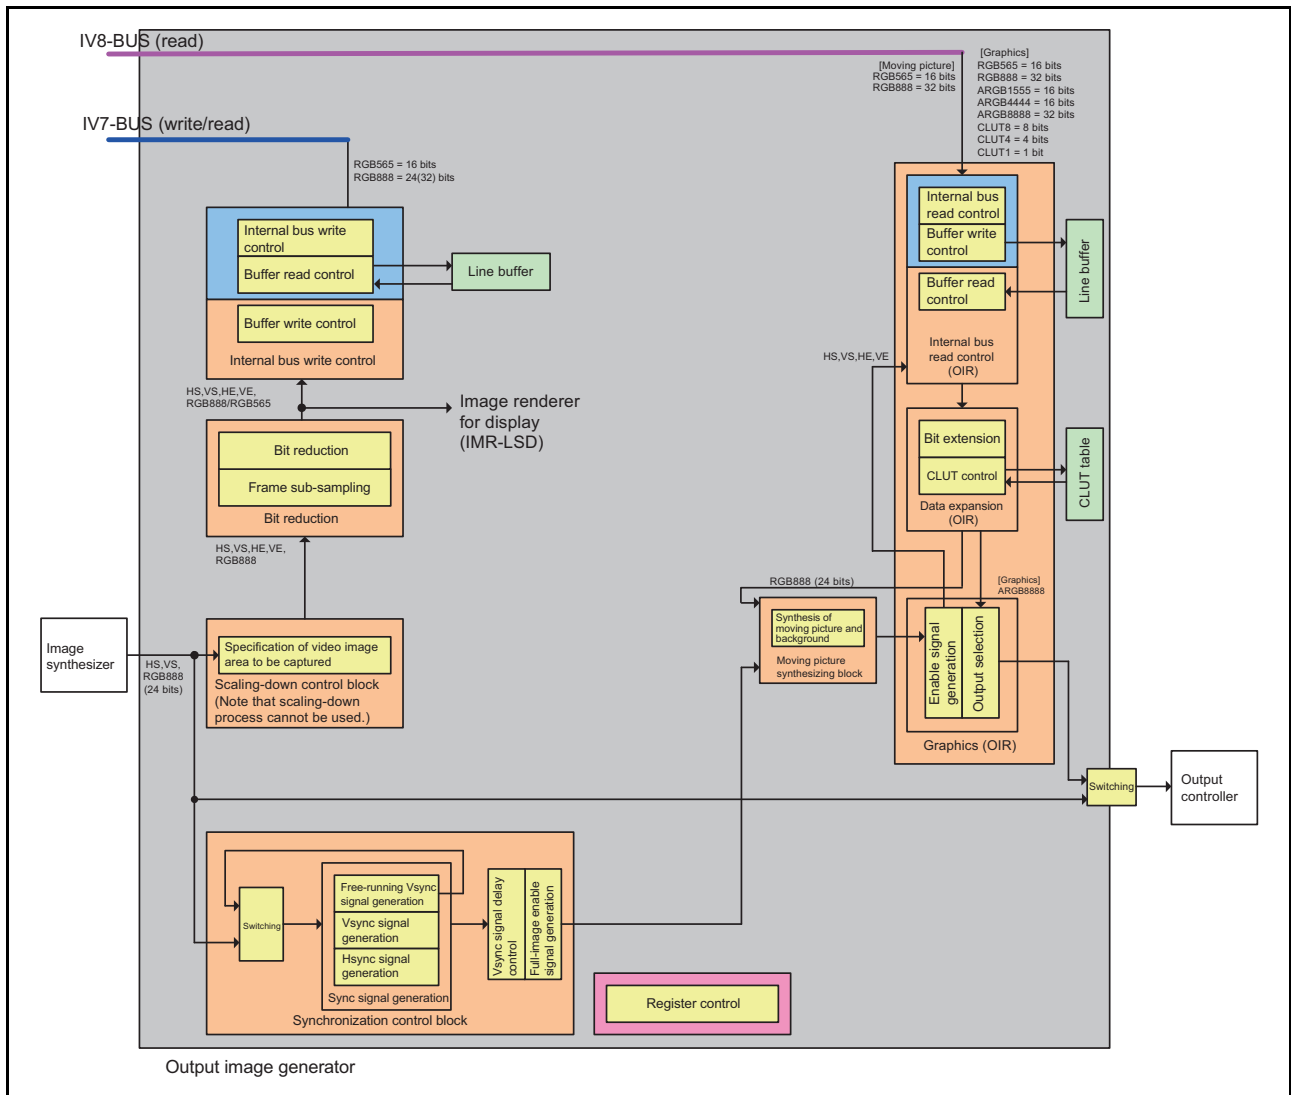 IV8-BUS (read)
[Moving picture]
RGB565 = 16 bits
RGB888 = 32 bits
[Graphics]
RGB565 = 16 bits
RGB888 = 32 bits
ARGB1555 = 16 bits
ARGB4444 = 16 bits
ARGB8888 = 32 bits
CLUT8 = 8 bits
CLUT4 = 4 bits
CLUT1 = 1 bit
IV7-BUS (write/read)
RGB565 = 16 bits
RGB888 = 24(32) bits
Internal bus write
control
Buffer read control
Line buffer
Buffer write control
Internal bus write control
HS,VS,HE,VE,
RGB888/RGB565
Image renderer
for display
(IMR-LSD)
Bit reduction
Frame sub-sampling
Bit reduction
HS,VS,HE,VE,
RGB888
Internal bus
read control
Buffer write
control
Buffer read
control
Line buffer
Internal bus
read control
(OIR)
HS,VS,HE,VE
Bit extension
CLUT control
CLUT table
Data expansion
(OIR)
RGB888 (24 bits)
[Graphics]
ARGB8888
Image
synthesizer
HS,VS,
RGB888
(24 bits)
Specification of video image
area to be captured
Scaling-down control block
(Note that scaling-down
process cannot be used.)
Synthesis of
moving picture and
background
Moving picture
synthesizing block
Enable signal
generation
Output selection
Graphics (OIR)
Switching
Output
controller
Switching
Free-running Vsync
signal generation
Vsync signal
generation
Hsync signal
generation
Sync signal generation
Vsync signal delay
control
Full-image enable
signal generation
Synchronization control block
Register control
Output image generator